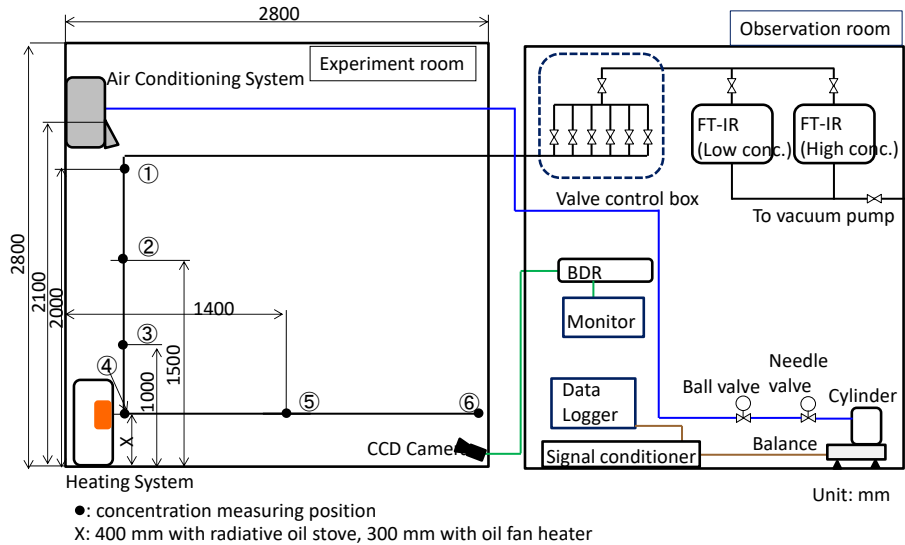 2800
Observation room
Experiment room
Air Conditioning System
FT-IR
(Low conc.)
FT-IR
(High conc.)
①
Valve control box
To vacuum pump
②
2800
2100
2000
1400
1500
1000
BDR
Monitor
③
④
⑤
⑥
X
Needle
valve
Ball valve
Cylinder
Data
Logger
CCD Camera
Signal conditioner
Balance
Heating System
Unit: mm
●: concentration measuring position
X: 400 mm with radiative oil stove, 300 mm with oil fan heater